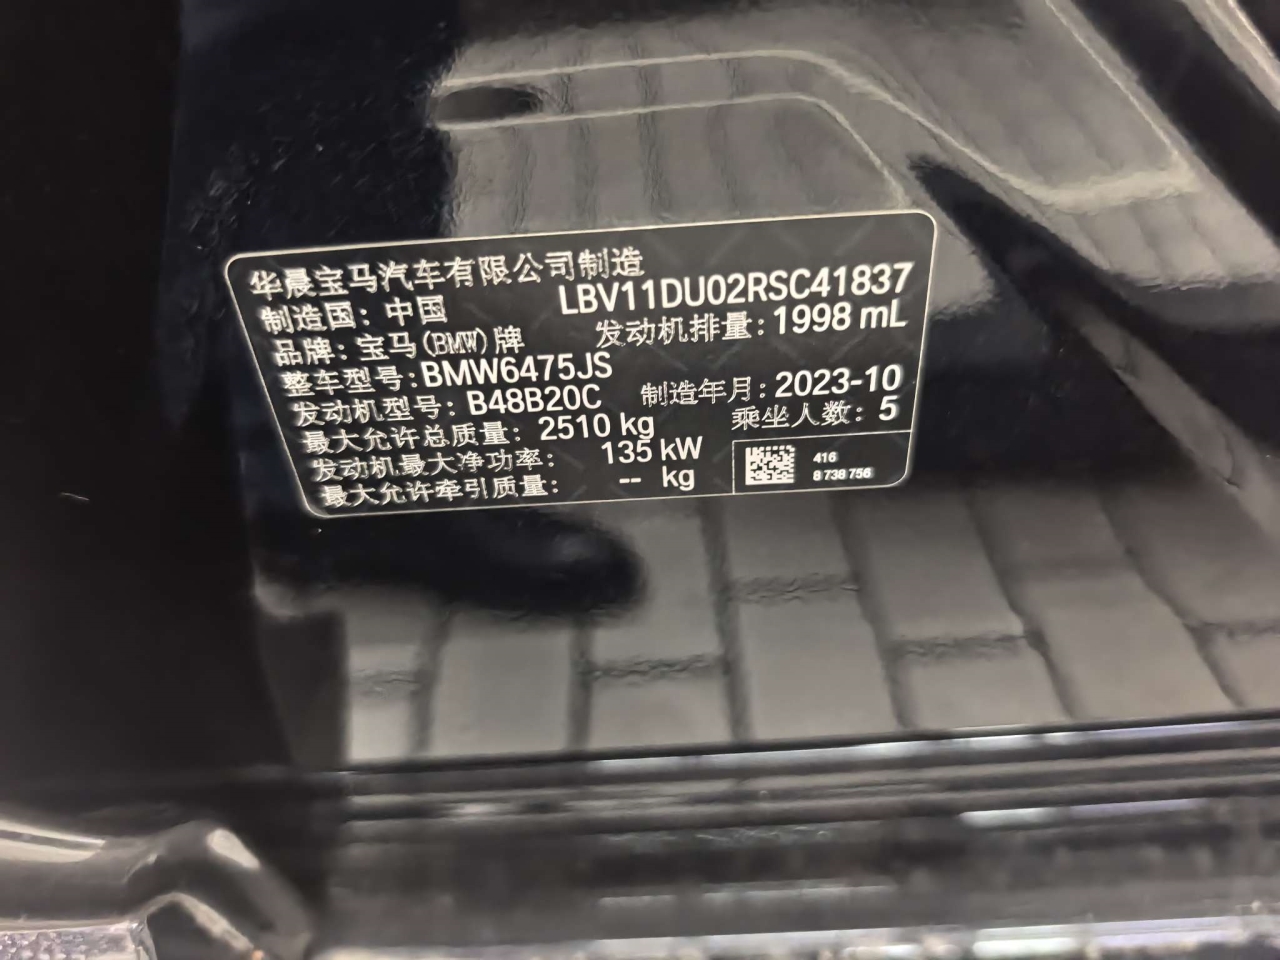 华晨宝马汽车有限公司制造
制造国：中国 LBV11DU02RSC41837
品牌：宝马(BMW)牌 发动机排量：1998 mL
整车型号：BMW6475JS
发动机型号：B48B20C 制造年月：2023-10
最大允许总质量：2510 kg 乘坐人数：5
发动机最大净功率：135 kW
最大允许牵引质量：-- kg
416
8 738 756